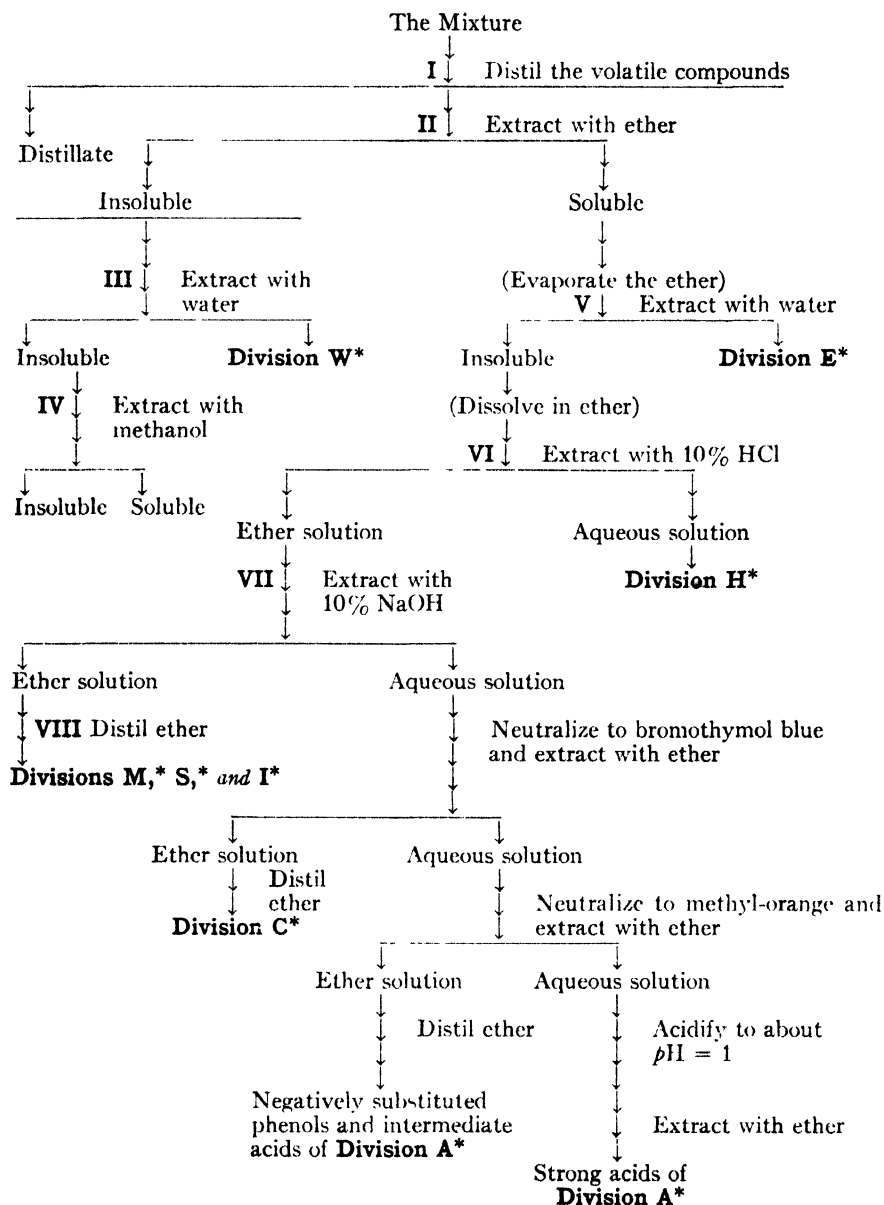 The Mixture
I Distil the volatile compounds
II Extract with ether
Distillate
Insoluble Soluble
III Extract with
water
(Evaporate the ether)
V Extract with water
Insoluble Division W* Insoluble Division E*
IV Extract with
methanol
(Dissolve in ether)
VI Extract with 10% HCl
Insoluble Soluble
Ether solution Aqueous solution
VII Extract with
10% NaOH
Division H*
Ether solution Aqueous solution
VIII Distil ether
Neutralize to bromothymol blue
and extract with ether
Divisions M,* S,* and I*
Ether solution Aqueous solution
Distil
ether
Neutralize to methyl-orange and
extract with ether
Division C*
Ether solution Aqueous solution
Distil ether
Acidify to about
pH = 1
Negatively substituted
phenols and intermediate
acids of Division A*
Extract with ether
Strong acids of
Division A*